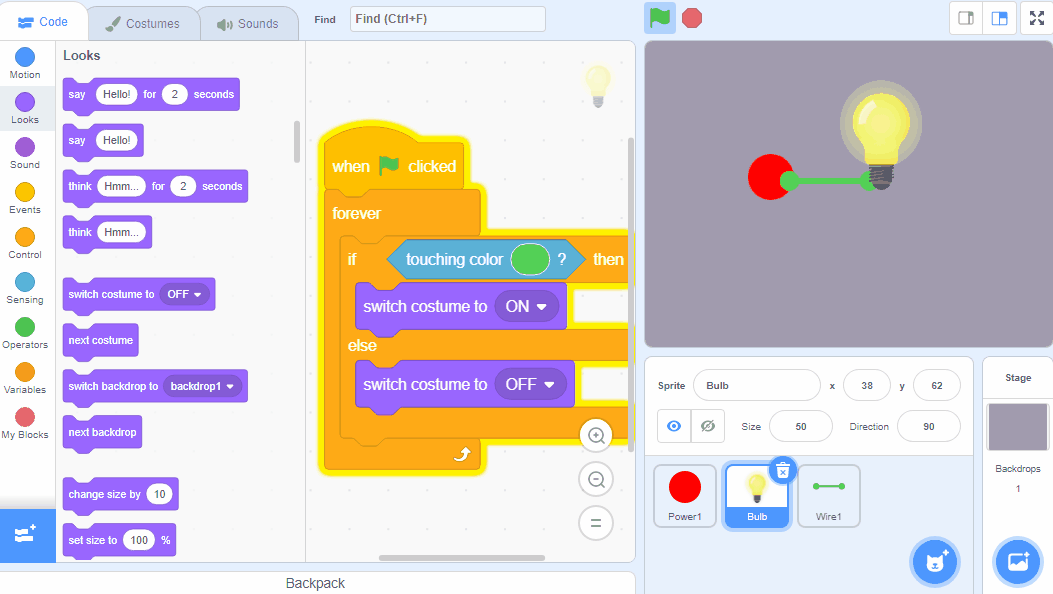 Code
Costumes
Sounds
Find
Find (Ctrl+F)
Motion
Looks
Sound
Events
Control
Sensing
Operators
Variables
My Blocks
Looks
say Hello! for 2 seconds
say Hello!
think Hmm... for 2 seconds
think Hmm...
switch costume to OFF
next costume
switch backdrop to backdrop1
next backdrop
change size by 10
set size to 100 %
when clicked
forever
if touching color ? then
switch costume to ON
else
switch costume to OFF
Backpack
Sprite Bulb x 38 y 62
Size 50 Direction 90
Power1
Bulb
Wire1
Stage
Backdrops
1